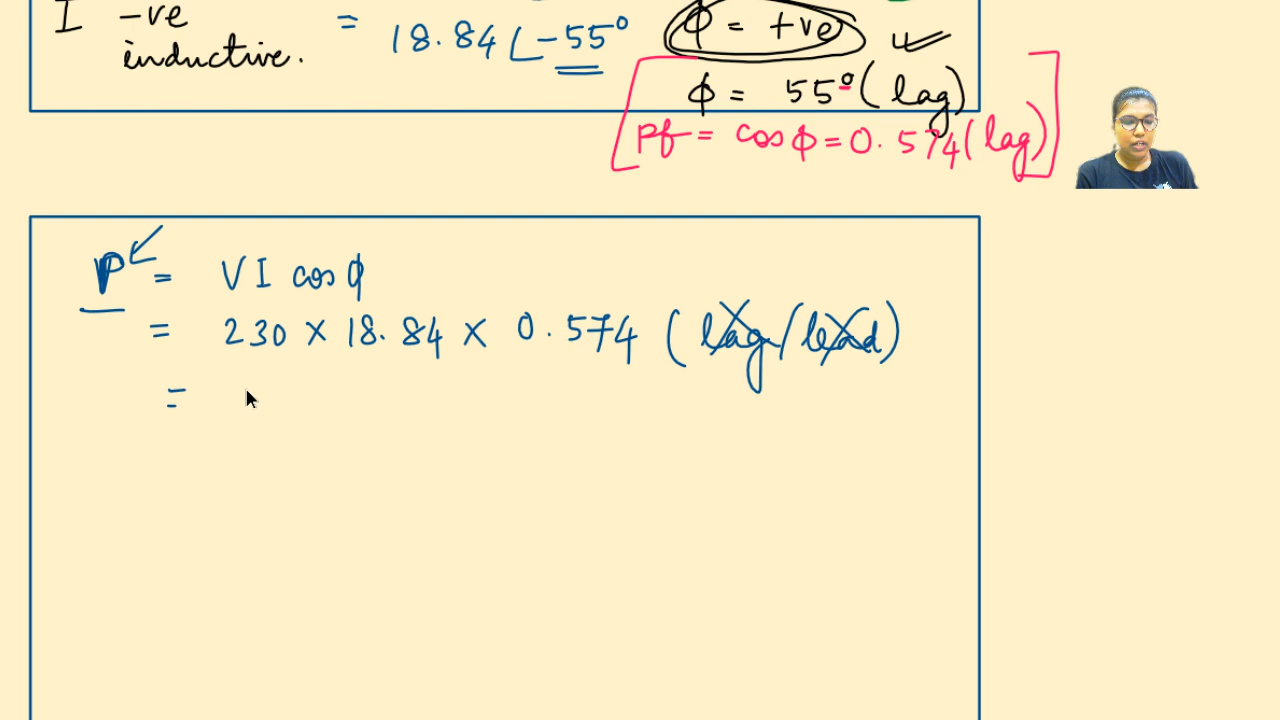 I -ve
inductive.
= 18.84 ∠-55°
ϕ = +ve
ϕ = 55° (lag)
Pf = cos ϕ = 0.574 (lag)
P = VI cos ϕ
= 230 × 18.84 × 0.574 (lag/lead)
=